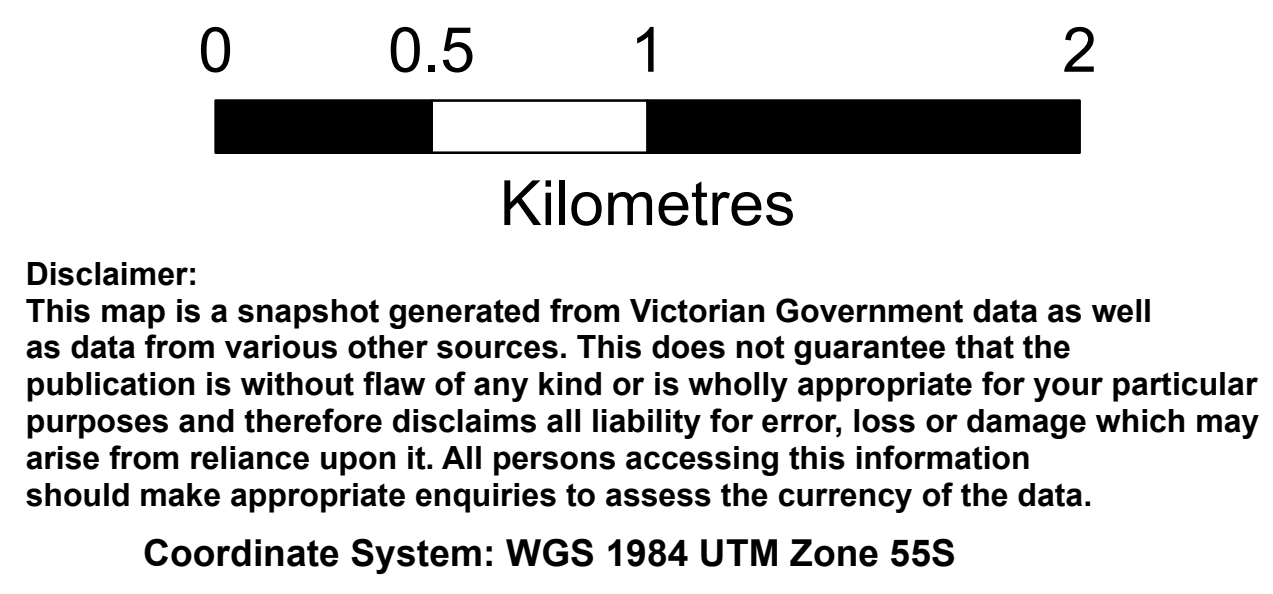 0 0.5 1 2
Kilometres
Disclaimer:
This map is a snapshot generated from Victorian Government data as well
as data from various other sources. This does not guarantee that the
publication is without flaw of any kind or is wholly appropriate for your particular
purposes and therefore disclaims all liability for error, loss or damage which may
arise from reliance upon it. All persons accessing this information
should make appropriate enquiries to assess the currency of the data.
Coordinate System: WGS 1984 UTM Zone 55S